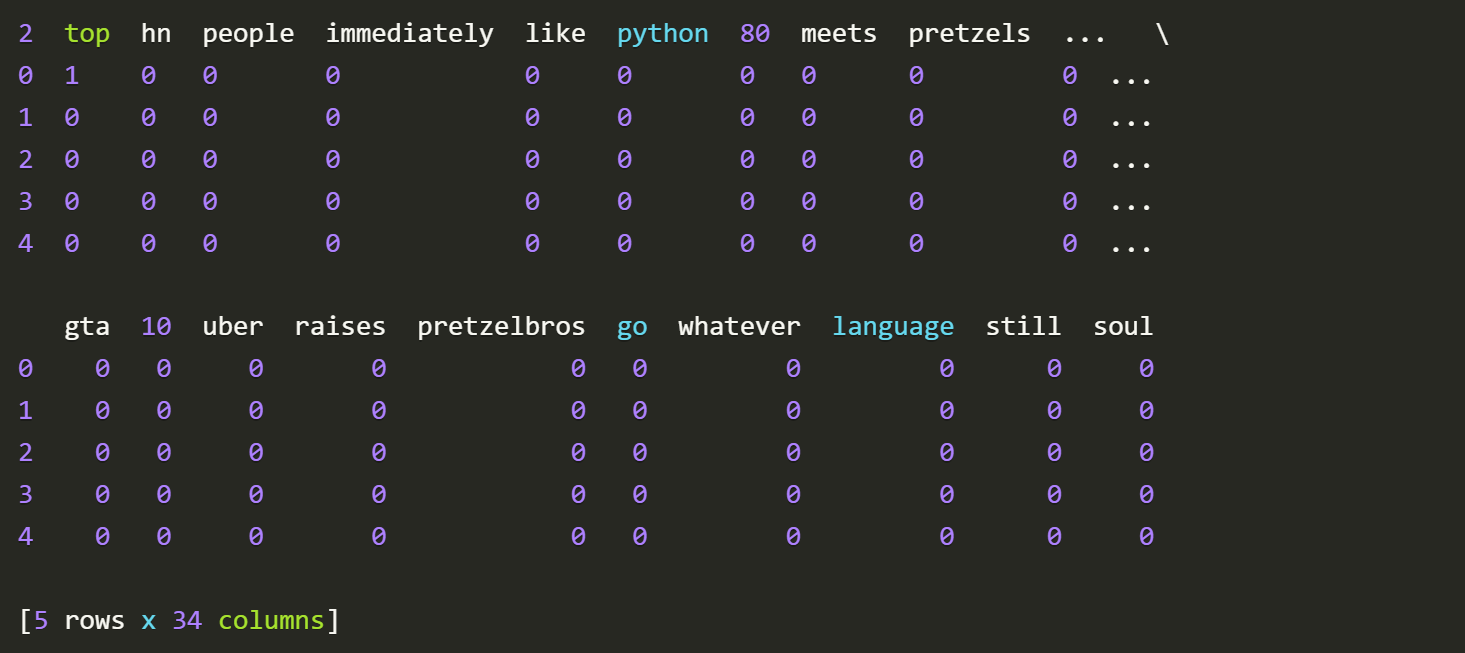 2 top hn people immediately like python 80 meets pretzels ... \
0 1 0 0 0 0 0 0 0 0 0 ...
1 0 0 0 0 0 0 0 0 0 0 ...
2 0 0 0 0 0 0 0 0 0 0 ...
3 0 0 0 0 0 0 0 0 0 0 ...
4 0 0 0 0 0 0 0 0 0 0 ...
gta 10 uber raises pretzelbros go whatever language still soul
0 0 0 0 0 0 0 0 0 0 0
1 0 0 0 0 0 0 0 0 0 0
2 0 0 0 0 0 0 0 0 0 0
3 0 0 0 0 0 0 0 0 0 0
4 0 0 0 0 0 0 0 0 0 0
[5 rows x 34 columns]